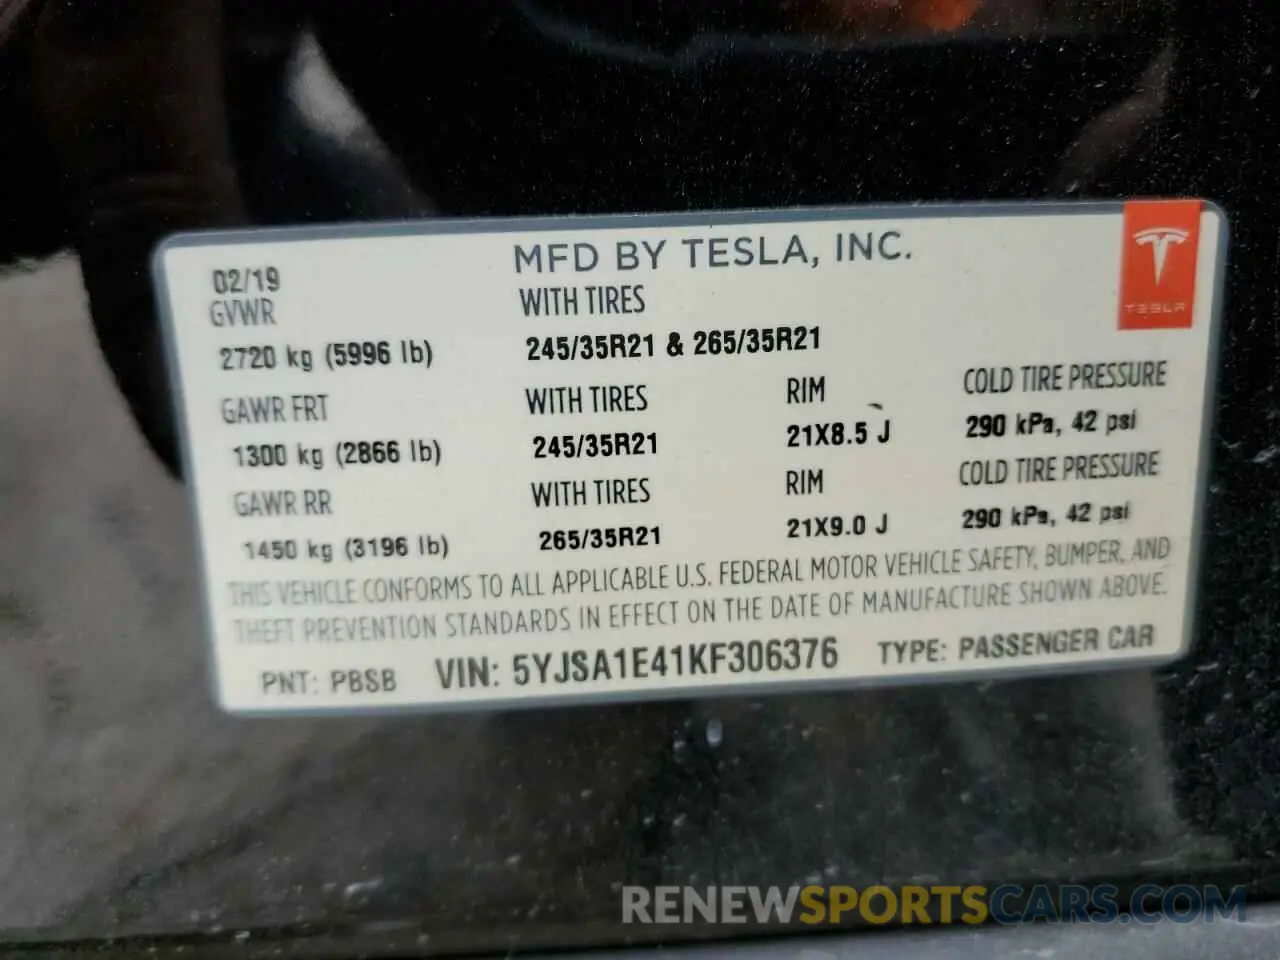 MFD BY TESLA, INC.
TESLA
02/19
GVWR WITH TIRES
2720 kg (5996 lb) 245/35R21 & 265/35R21
GAWR FRT WITH TIRES RIM COLD TIRE PRESSURE
1300 kg (2866 lb) 245/35R21 21X8.5 J 290 kPa, 42 psi
GAWR RR WITH TIRES RIM COLD TIRE PRESSURE
1450 kg (3196 lb) 265/35R21 21X9.0 J 290 kPa, 42 psi
THIS VEHICLE CONFORMS TO ALL APPLICABLE U.S. FEDERAL MOTOR VEHICLE SAFETY, BUMPER, AND
THEFT PREVENTION STANDARDS IN EFFECT ON THE DATE OF MANUFACTURE SHOWN ABOVE.
PNT: PBSB VIN: 5YJSA1E41KF306376 TYPE: PASSENGER CAR
RENEWSPORTSCARS.COM